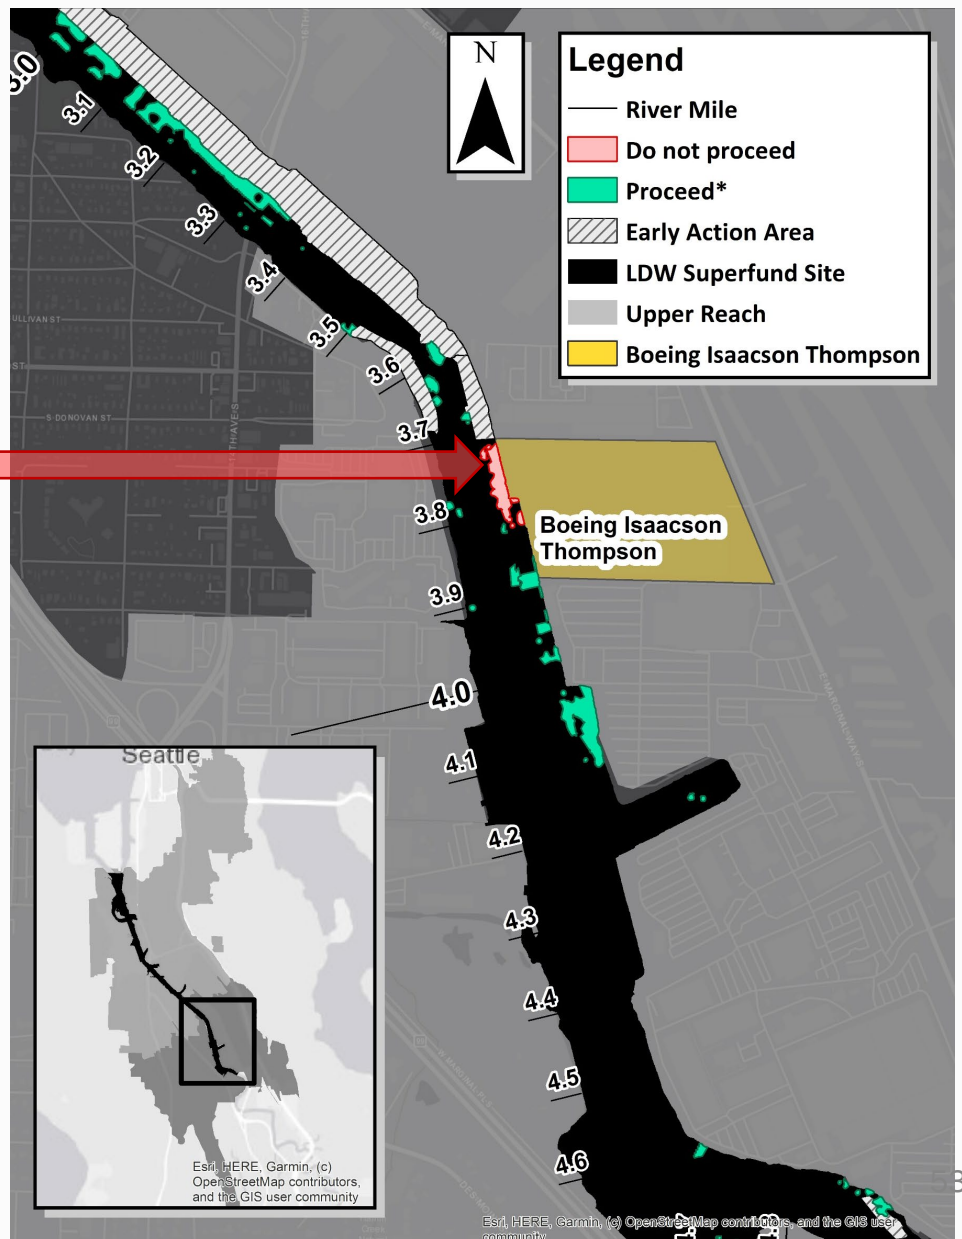 N
Legend
River Mile
Do not proceed
Proceed*
Early Action Area
LDW Superfund Site
Upper Reach
Boeing Isaacson Thompson
3.0
3.1
3.2
3.3
3.4
3.5
3.6
3.7
3.8
3.9
4.0
4.1
4.2
4.3
4.4
4.5
4.6
S DONOVAN ST
Boeing Isaacson
Thompson
E MARGINAL WAY S
Seattle
Esri, HERE, Garmin, (c)
OpenStreetMap contributors,
and the GIS user community
Esri, HERE, Garmin, (c) OpenStreetMap contributors, and the GIS user
community